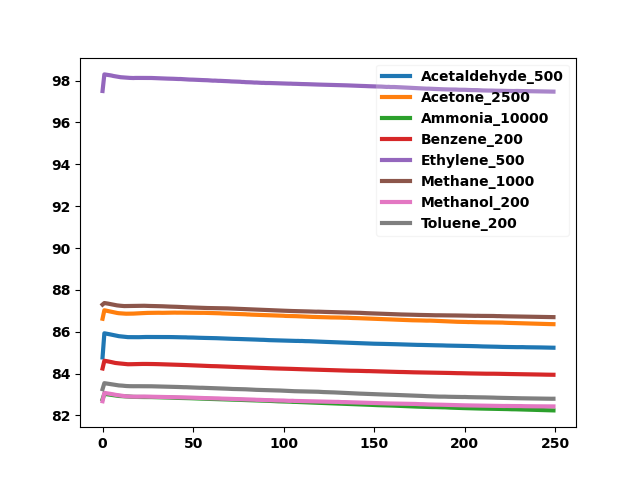 98
96
94
92
90
88
86
84
82
0
50
100
150
200
250
Acetaldehyde_500
Acetone_2500
Ammonia_10000
Benzene_200
Ethylene_500
Methane_1000
Methanol_200
Toluene_200